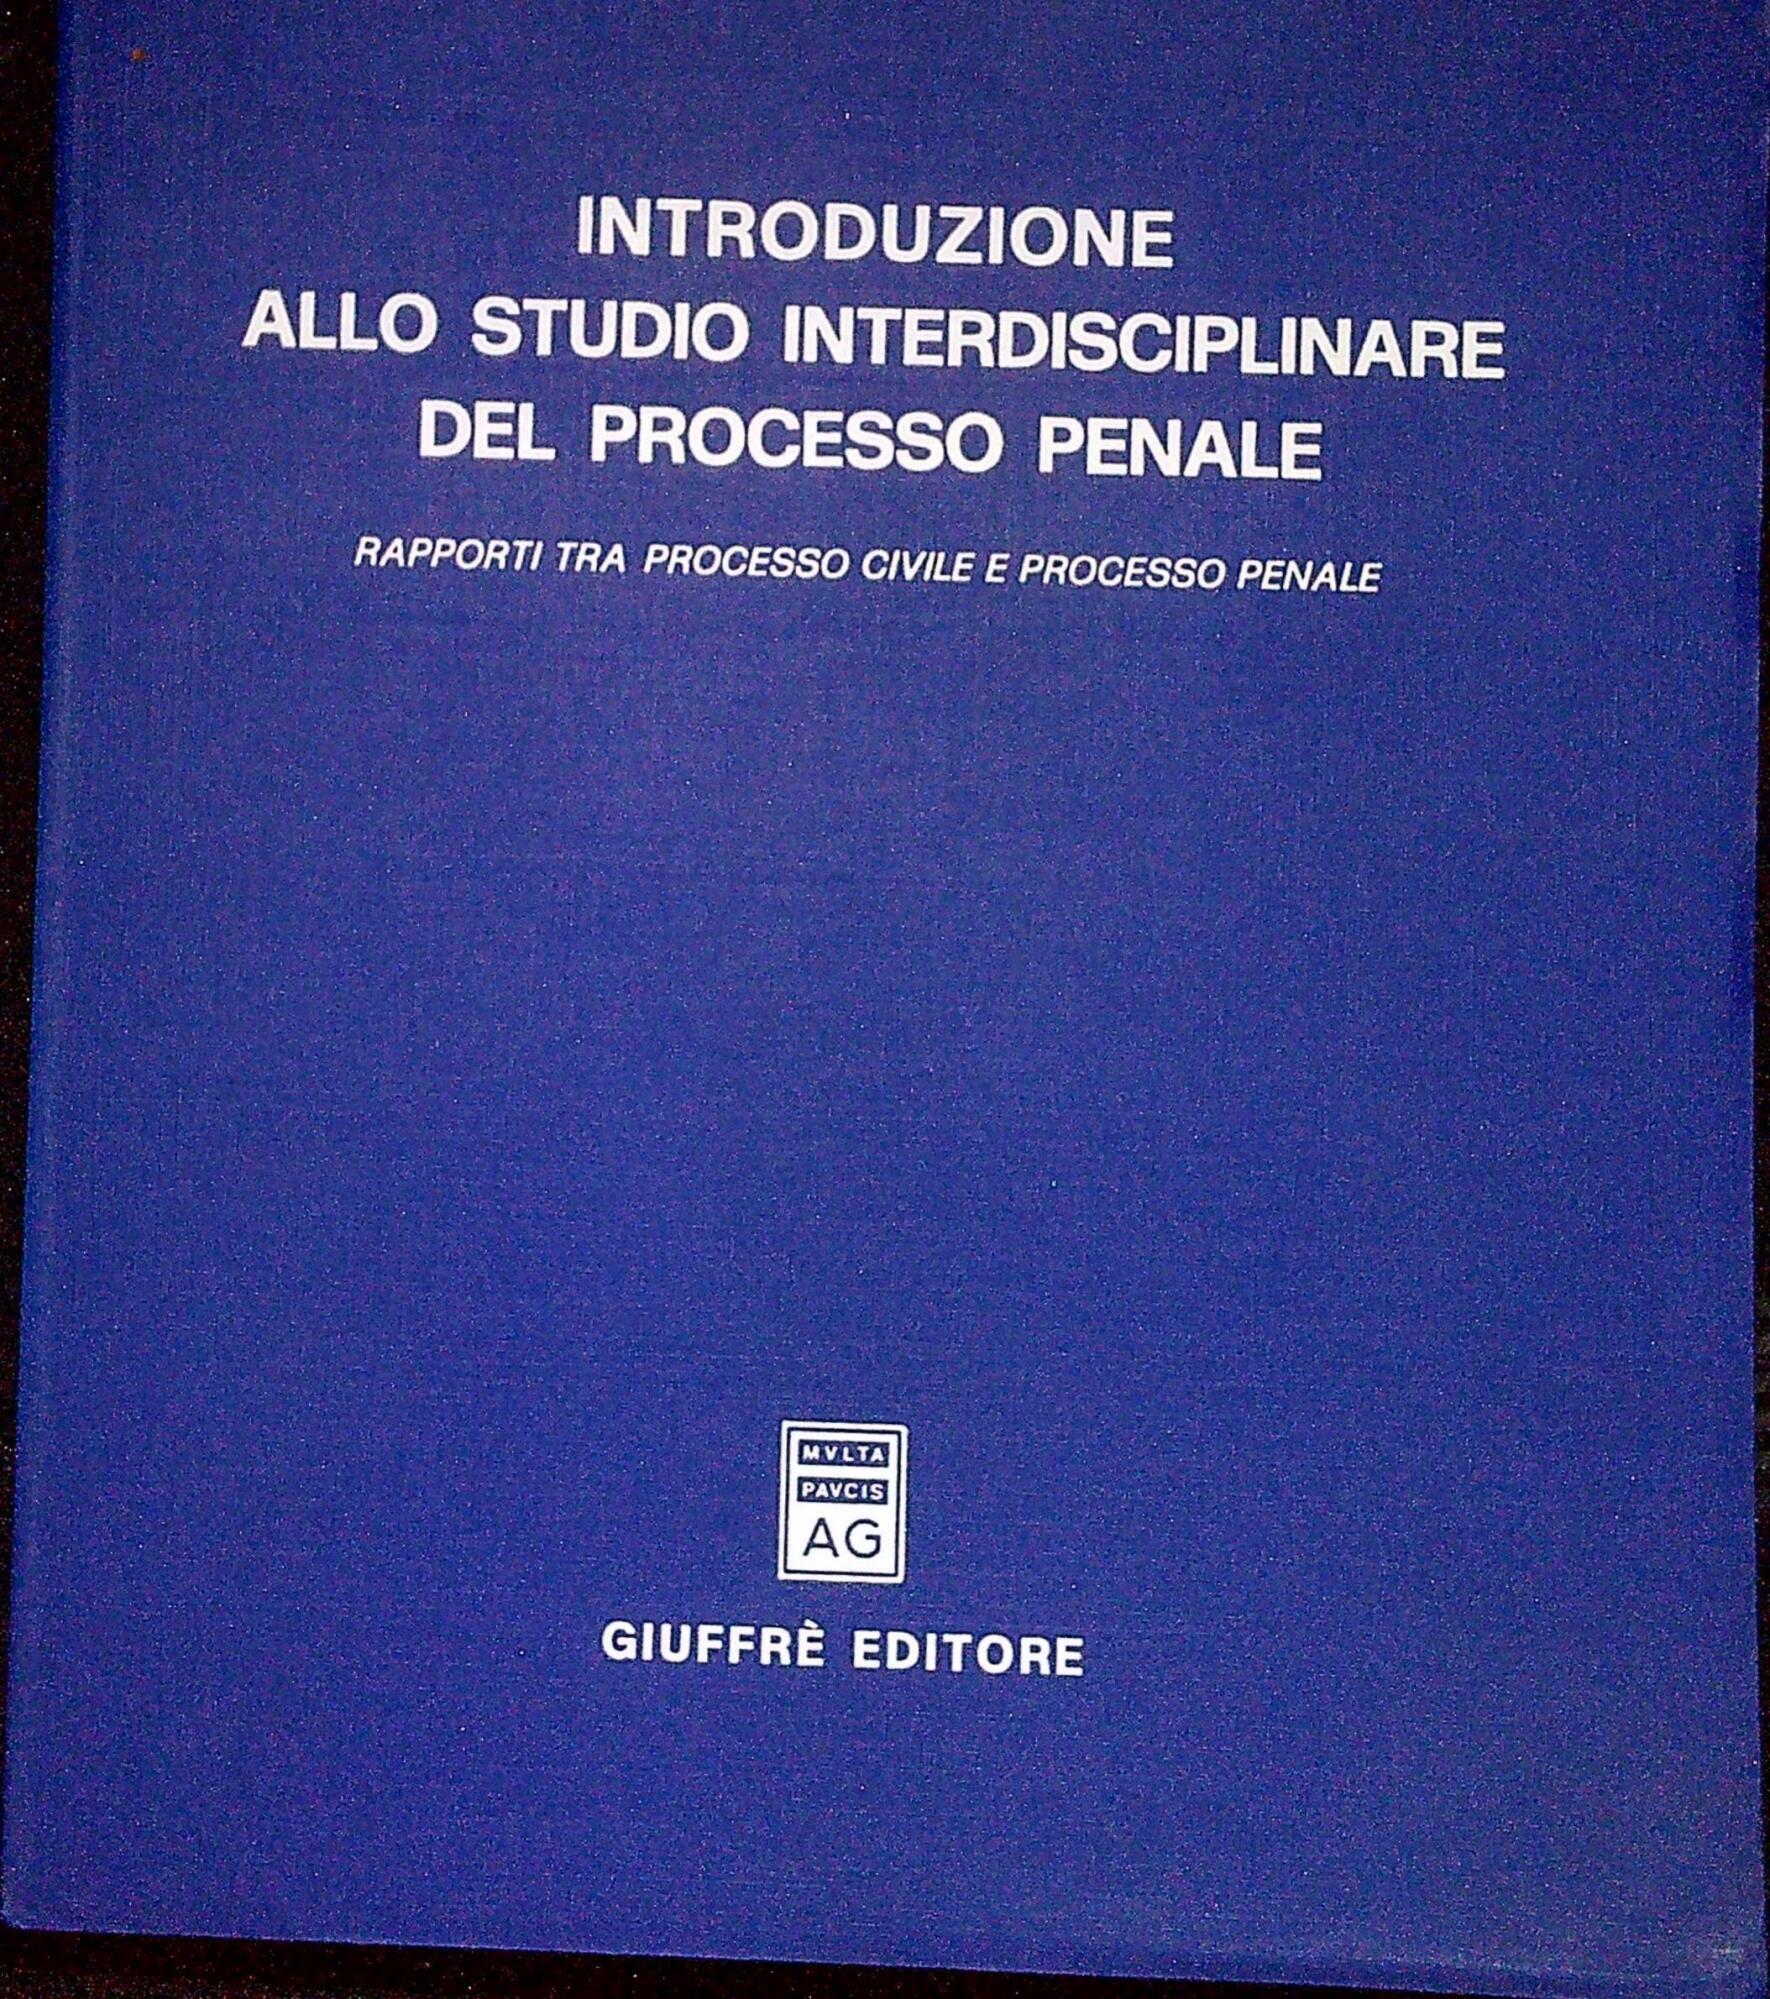 INTRODUZIONE
ALLO STUDIO INTERDISCIPLINARE
DEL PROCESSO PENALE
RAPPORTI TRA PROCESSO CIVILE E PROCESSO PENALE
MVLTA
PAVCIS
AG
GIUFFRÈ EDITORE